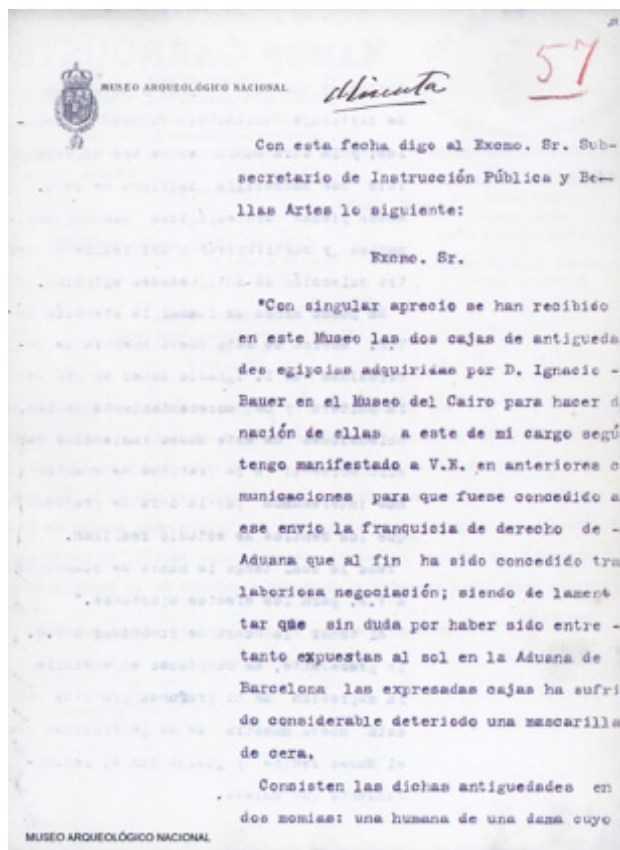 57
MUSEO ARQUEOLÓGICO NACIONAL
Minuta
Con esta fecha digo al Excmo. Sr. Sub-
secretario de Instrucción Pública y Be-
llas Artes lo siguiente:
Excmo. Sr.
"Con singular aprecio se han recibido
en este Museo las dos cajas de antigueda
des egipcias adquiridas por D. Ignacio -
Bauer en el Museo del Cairo para hacer d
nación de ellas a este de mi cargo segú
tengo manifestado a V.E. en anteriores c
municaciones para que fuese concedido a
ese envio la franquicia de derecho de -
Aduana que al fin ha sido concedido tra
laboriosa negociación; siendo de lament
tar que sin duda por haber sido entre -
tanto expuestas al sol en la Aduana de
Barcelona las expresadas cajas ha sufri
do considerable deteriodo una mascarilla
de cera.
Consisten las dichas antiguedades en
dos momias: una humana de una dama cuyo
MUSEO ARQUEOLÓGICO NACIONAL